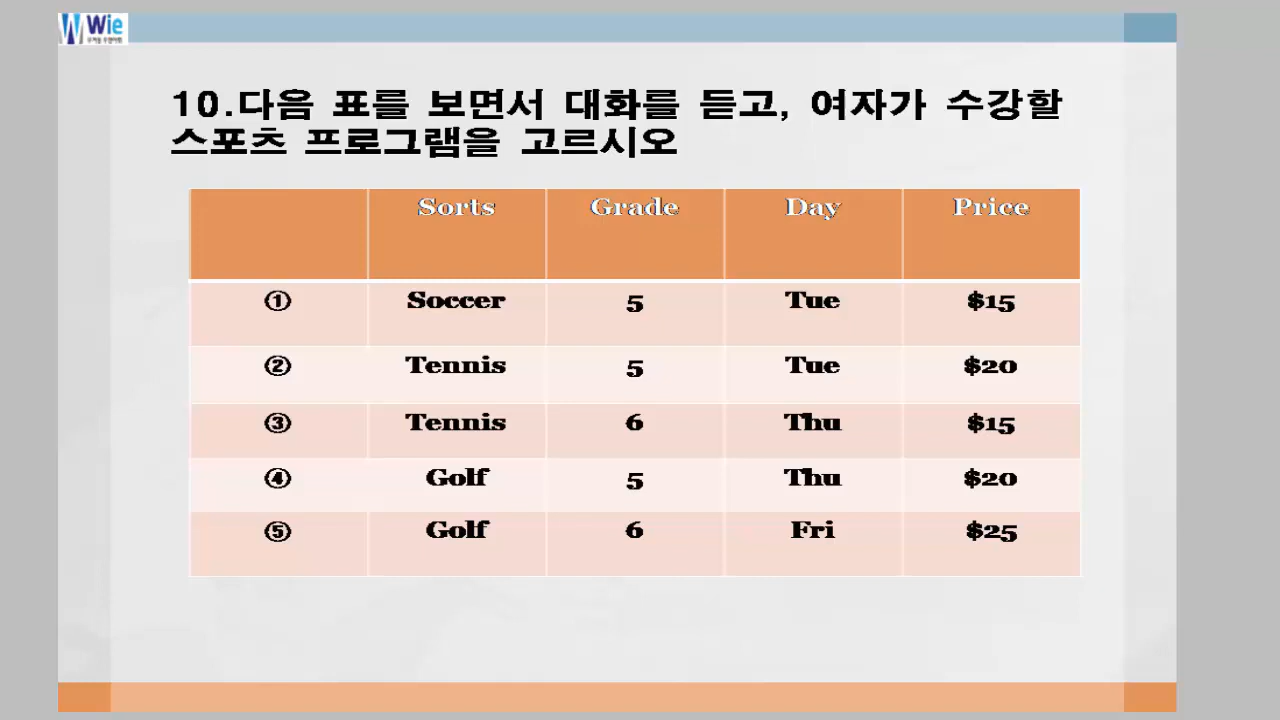 Wie
10.다음 표를 보면서 대화를 듣고, 여자가 수강할
스포츠 프로그램을 고르시오
Sorts Grade Day Price
① Soccer 5 Tue $15
② Tennis 5 Tue $20
③ Tennis 6 Thu $15
④ Golf 5 Thu $20
⑤ Golf 6 Fri $25